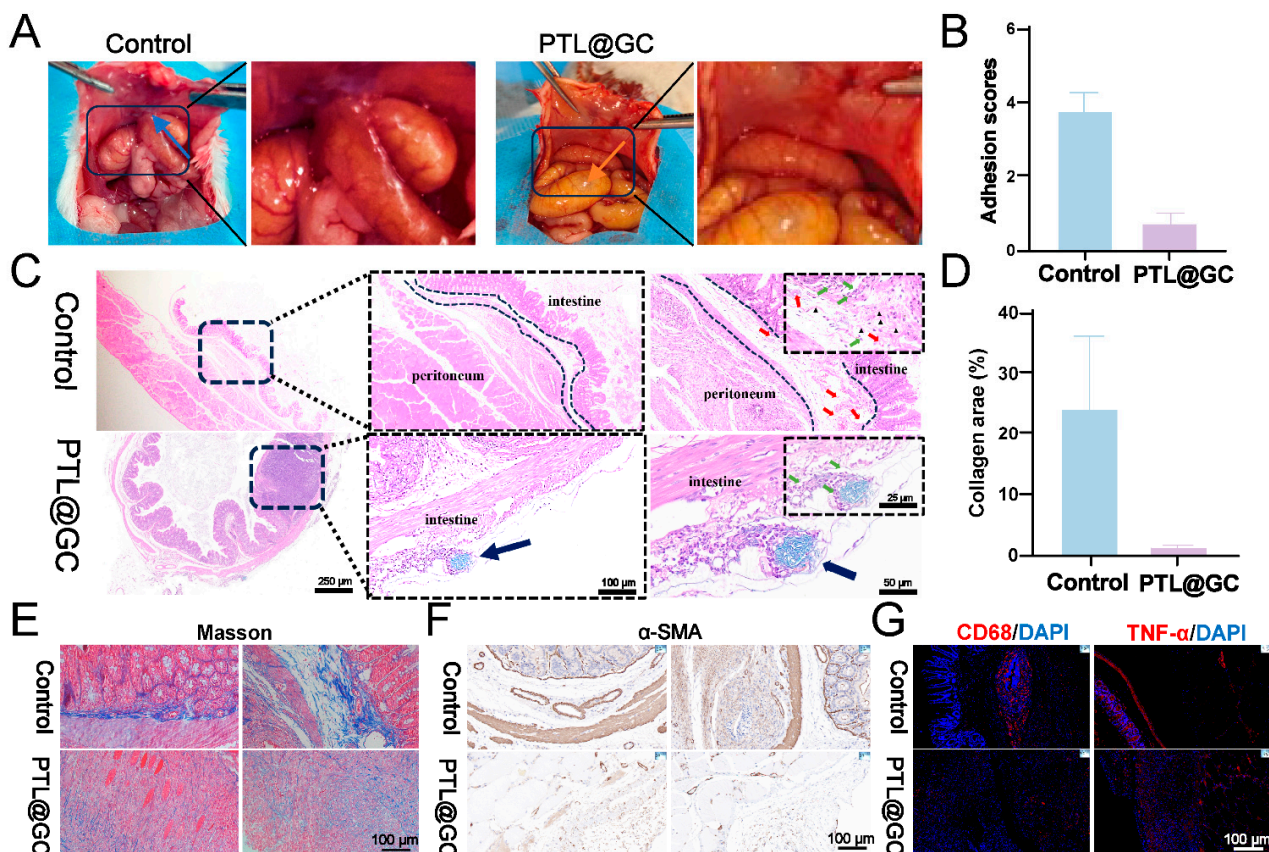 A
Control
PTL@GC
B
Adhesion scores
6
4
2
0
Control
PTL@GC
C
Control
PTL@GC
intestine
peritoneum
intestine
peritoneum
intestine
intestine
25 μm
250 μm
100 μm
50 μm
D
Collagen arae (%)
40
30
20
10
0
Control
PTL@GC
E
Masson
Control
PTL@GC
100 μm
F
α-SMA
Control
PTL@GC
100 μm
G
CD68/DAPI
TNF-α/DAPI
Control
PTL@GC
100 μm